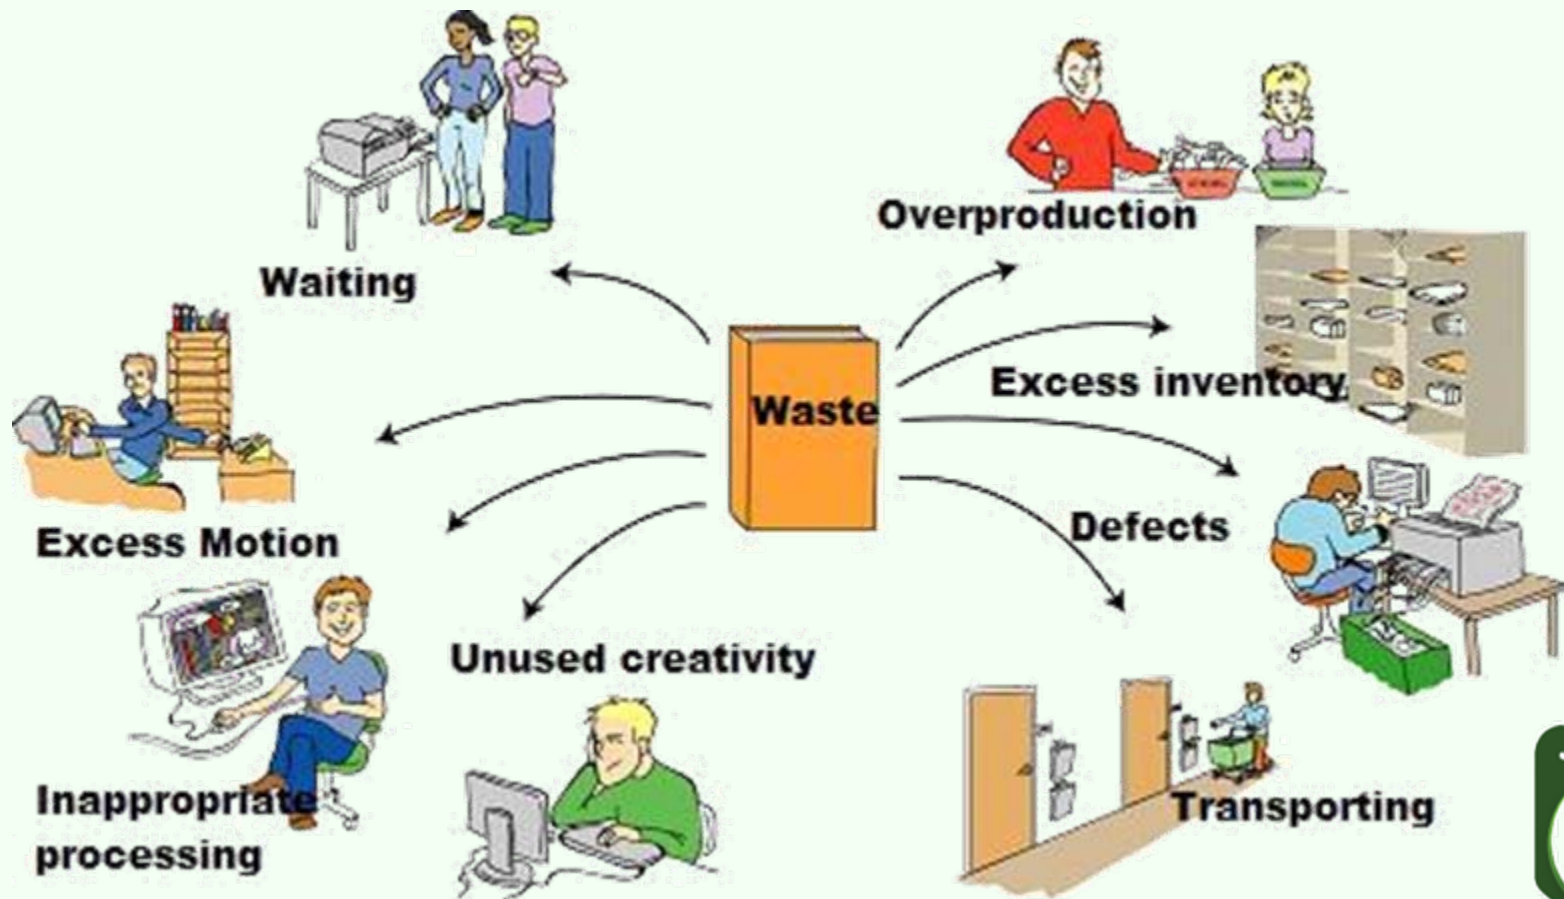 Waiting
Overproduction
Excess inventory
Waste
Excess Motion
Defects
Unused creativity
Inappropriate
processing
Transporting